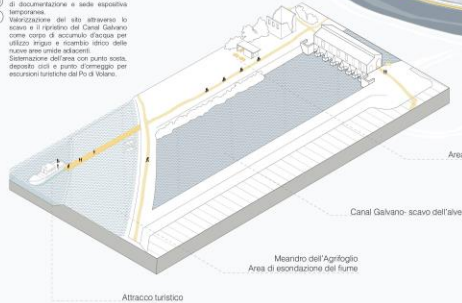 di documentazione e sede espositiva
temporanea.
Valorizzazione del sito attraverso lo
scavo e il ripristino del Canal Galvano
come corpo di accumulo d'acqua per
utilizzo irriguo e ricambio idrico delle
nuove aree umide adiacenti.
Sistemazione dell'area con punto sosta,
deposito cicli e punto d'ormeggio per
escursioni turistiche dal Po di Volano.
Area
Canal Galvano- scavo dell'alve
Meandro dell'Agrifoglio
Area di esondazione del fiume
Attracco turistico